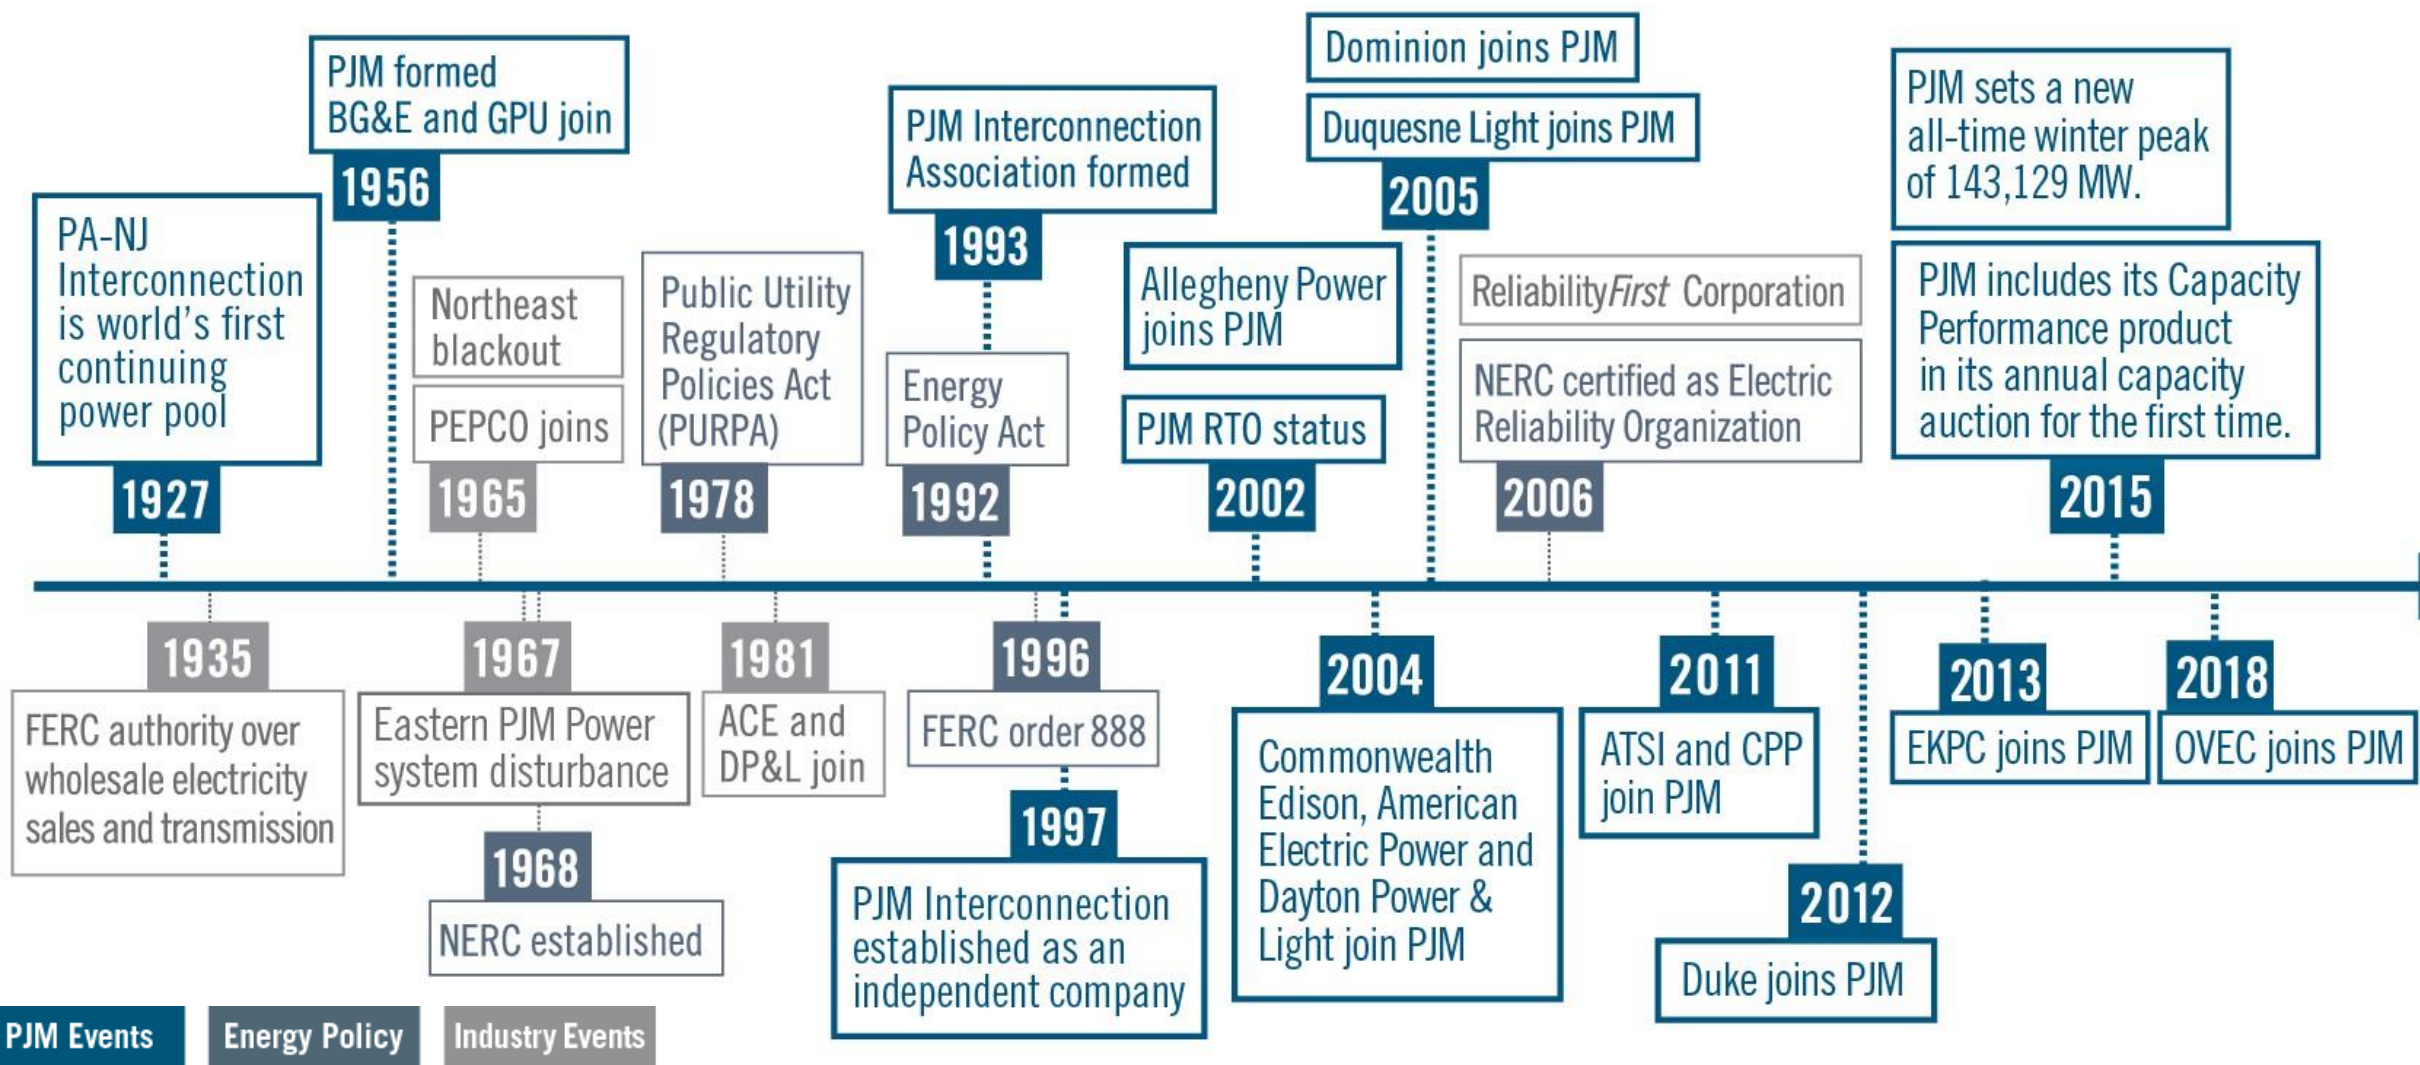 PA-NJ
Interconnection
is world's first
continuing
power pool
1927
PJM formed
BG&E and GPU join
1956
Northeast
blackout
PEPCO joins
1965
Public Utility
Regulatory
Policies Act
(PURPA)
1978
PJM Interconnection
Association formed
1993
Energy
Policy Act
1992
Allegheny Power
joins PJM
PJM RTO status
2002
Dominion joins PJM
Duquesne Light joins PJM
2005
ReliabilityFirst Corporation
NERC certified as Electric
Reliability Organization
2006
PJM sets a new
all-time winter peak
of 143,129 MW.
PJM includes its Capacity
Performance product
in its annual capacity
auction for the first time.
2015
1935
FERC authority over
wholesale electricity
sales and transmission
1967
Eastern PJM Power
system disturbance
1968
NERC established
1981
ACE and
DP&L join
1996
FERC order 888
1997
PJM Interconnection
established as an
independent company
2004
Commonwealth
Edison, American
Electric Power and
Dayton Power &
Light join PJM
2011
ATSI and CPP
join PJM
2012
Duke joins PJM
2013
EKPC joins PJM
2018
OVEC joins PJM
PJM Events
Energy Policy
Industry Events